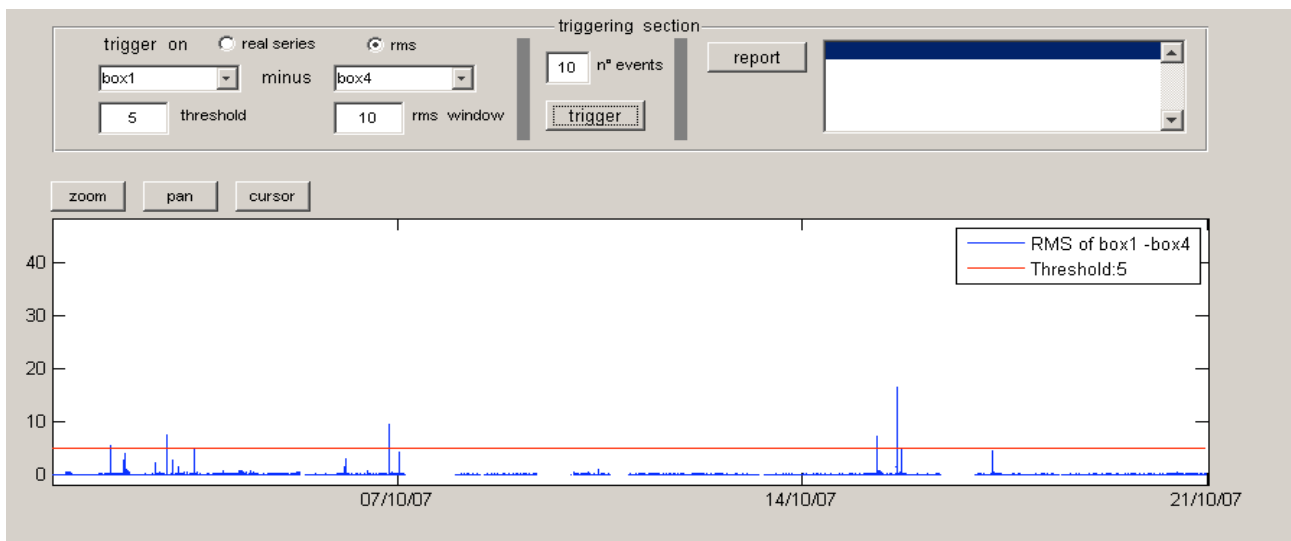 triggering section
trigger on real series rms
box1 minus box4
5 threshold 10 rms window
10 n° events
trigger
report
zoom pan cursor
RMS of box1 -box4
Threshold:5
40
30
20
10
0
07/10/07 14/10/07 21/10/07